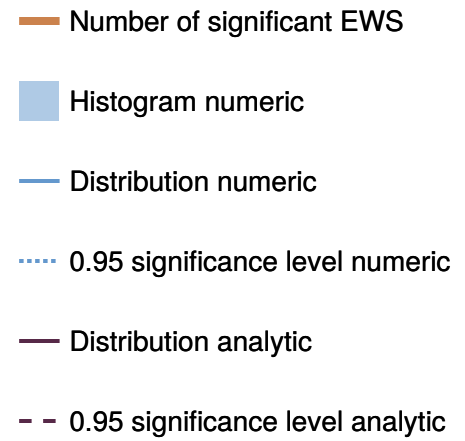 Number of significant EWS
Histogram numeric
Distribution numeric
0.95 significance level numeric
Distribution analytic
0.95 significance level analytic